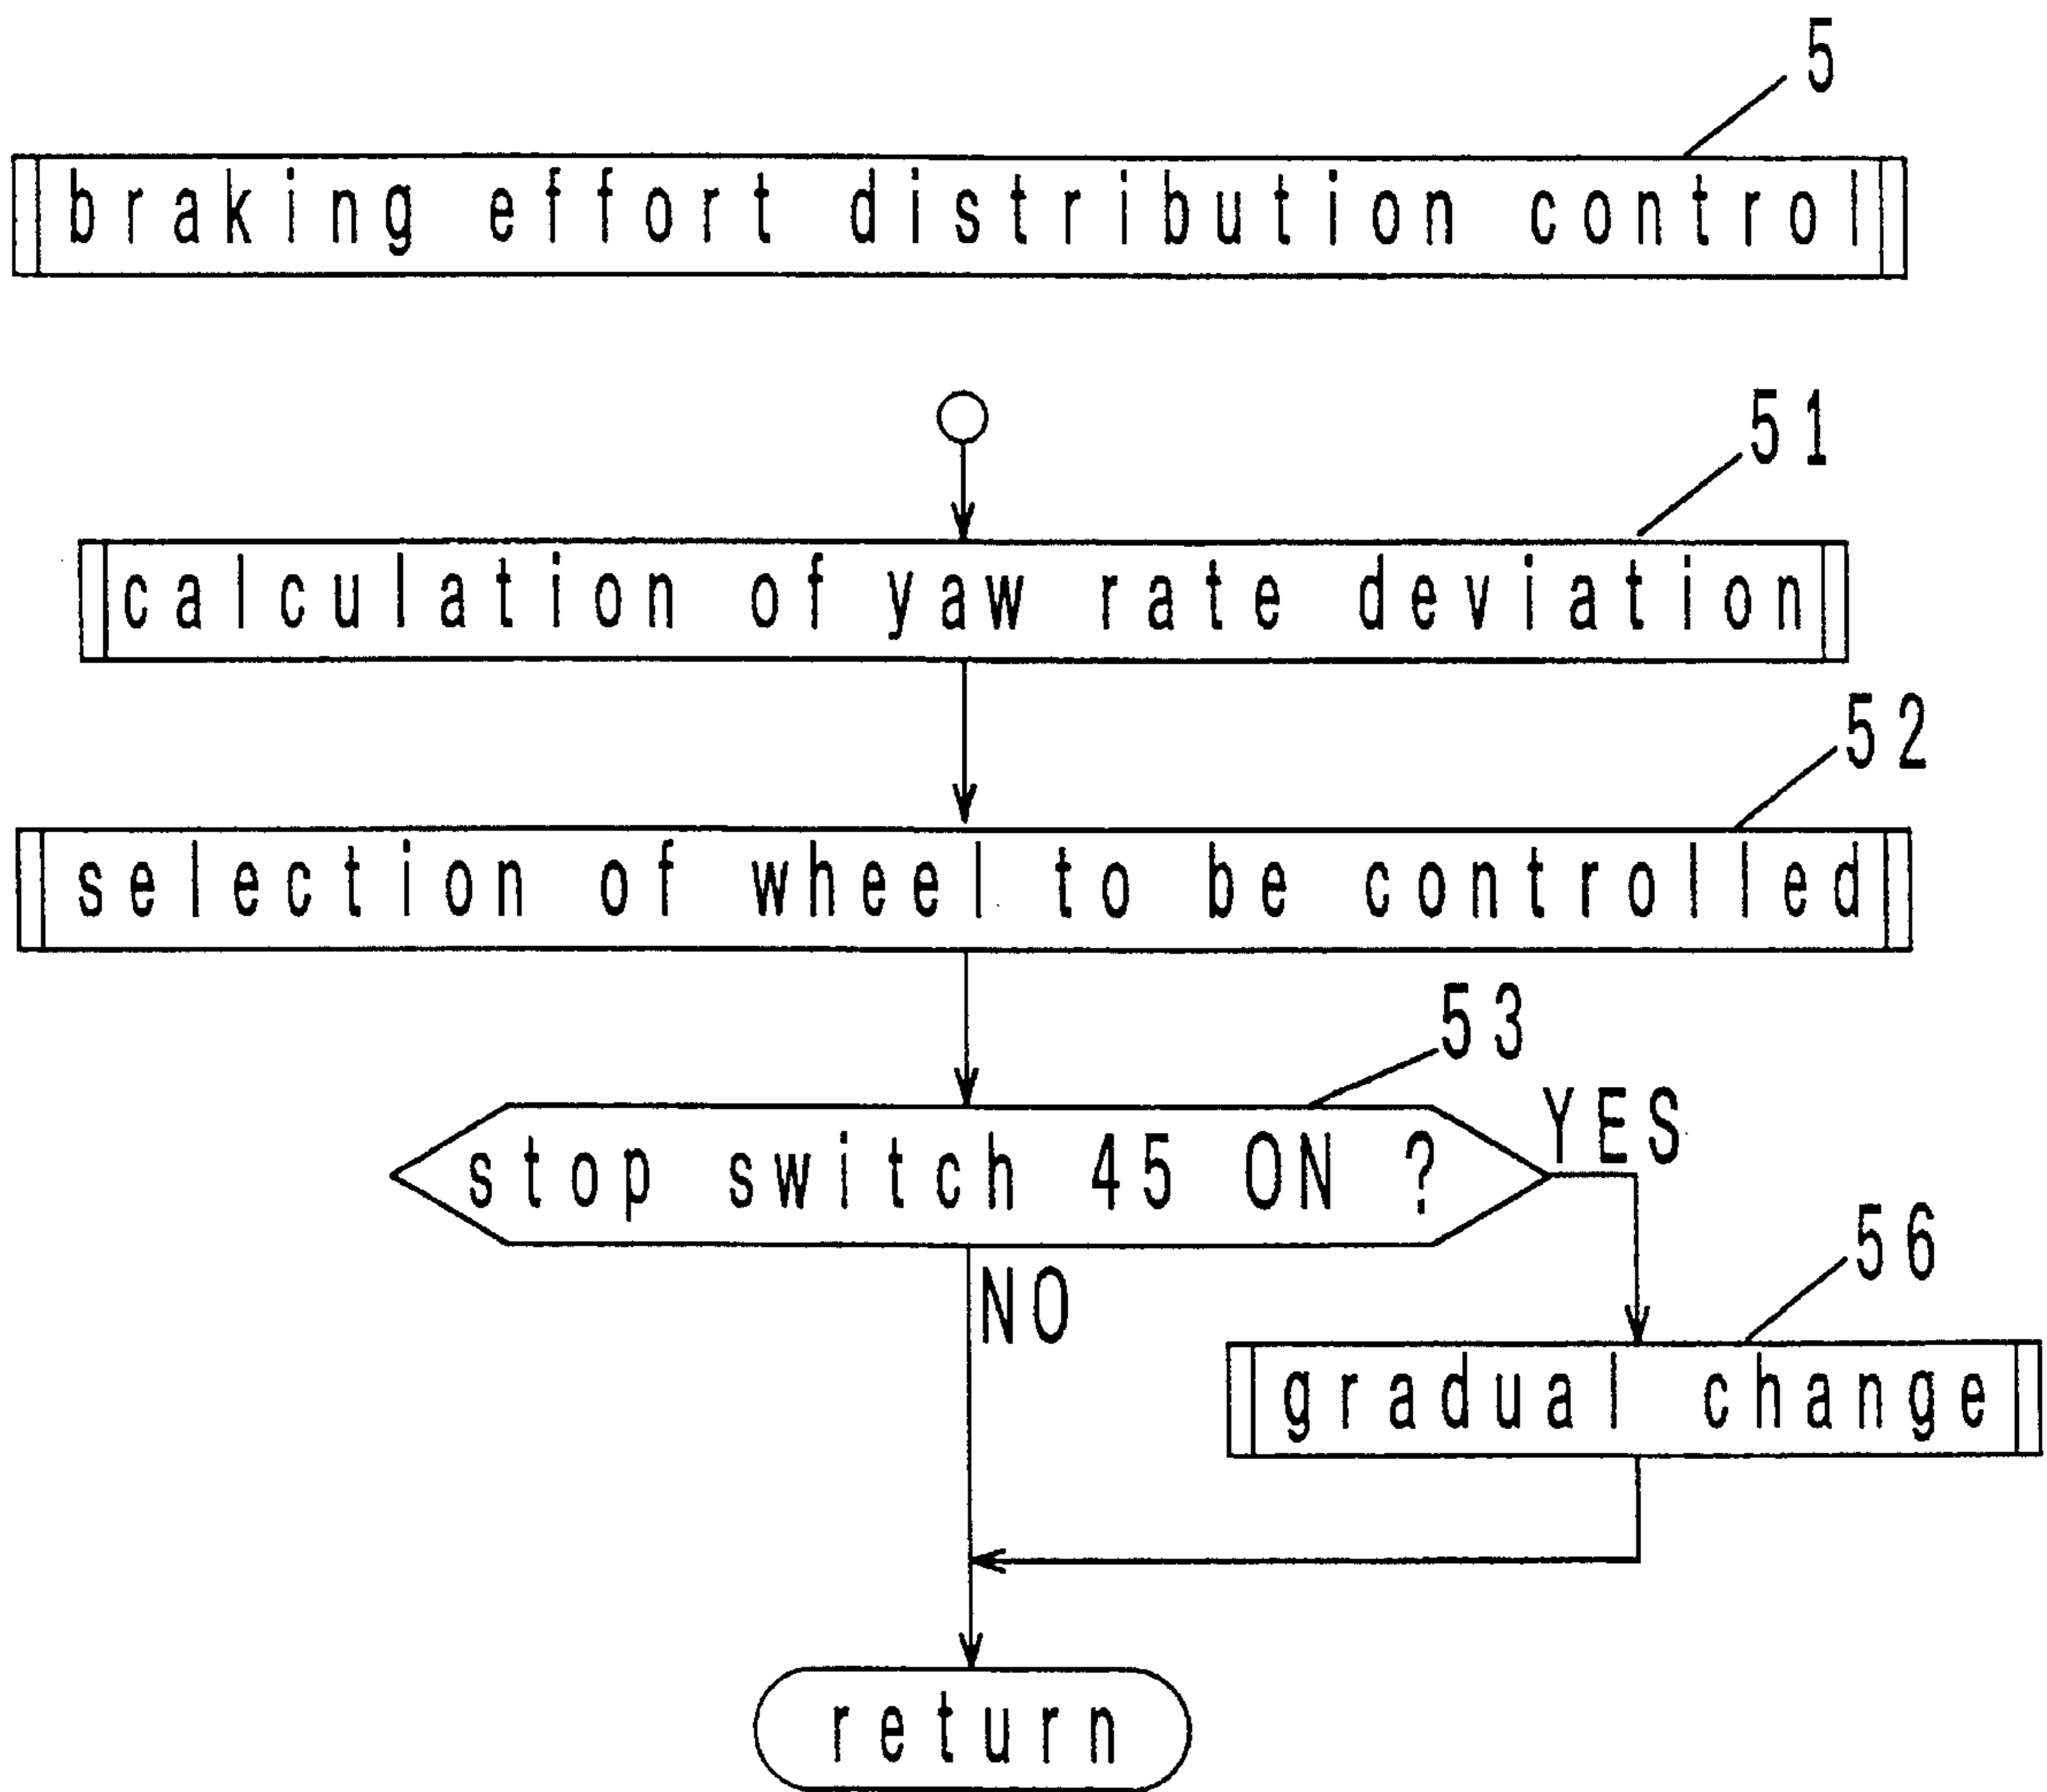 5
braking effort distribution control
51
calculation of yaw rate deviation
52
selection of wheel to be controlled
53
stop switch 45 ON ?
YES
56
NO
gradual change
return